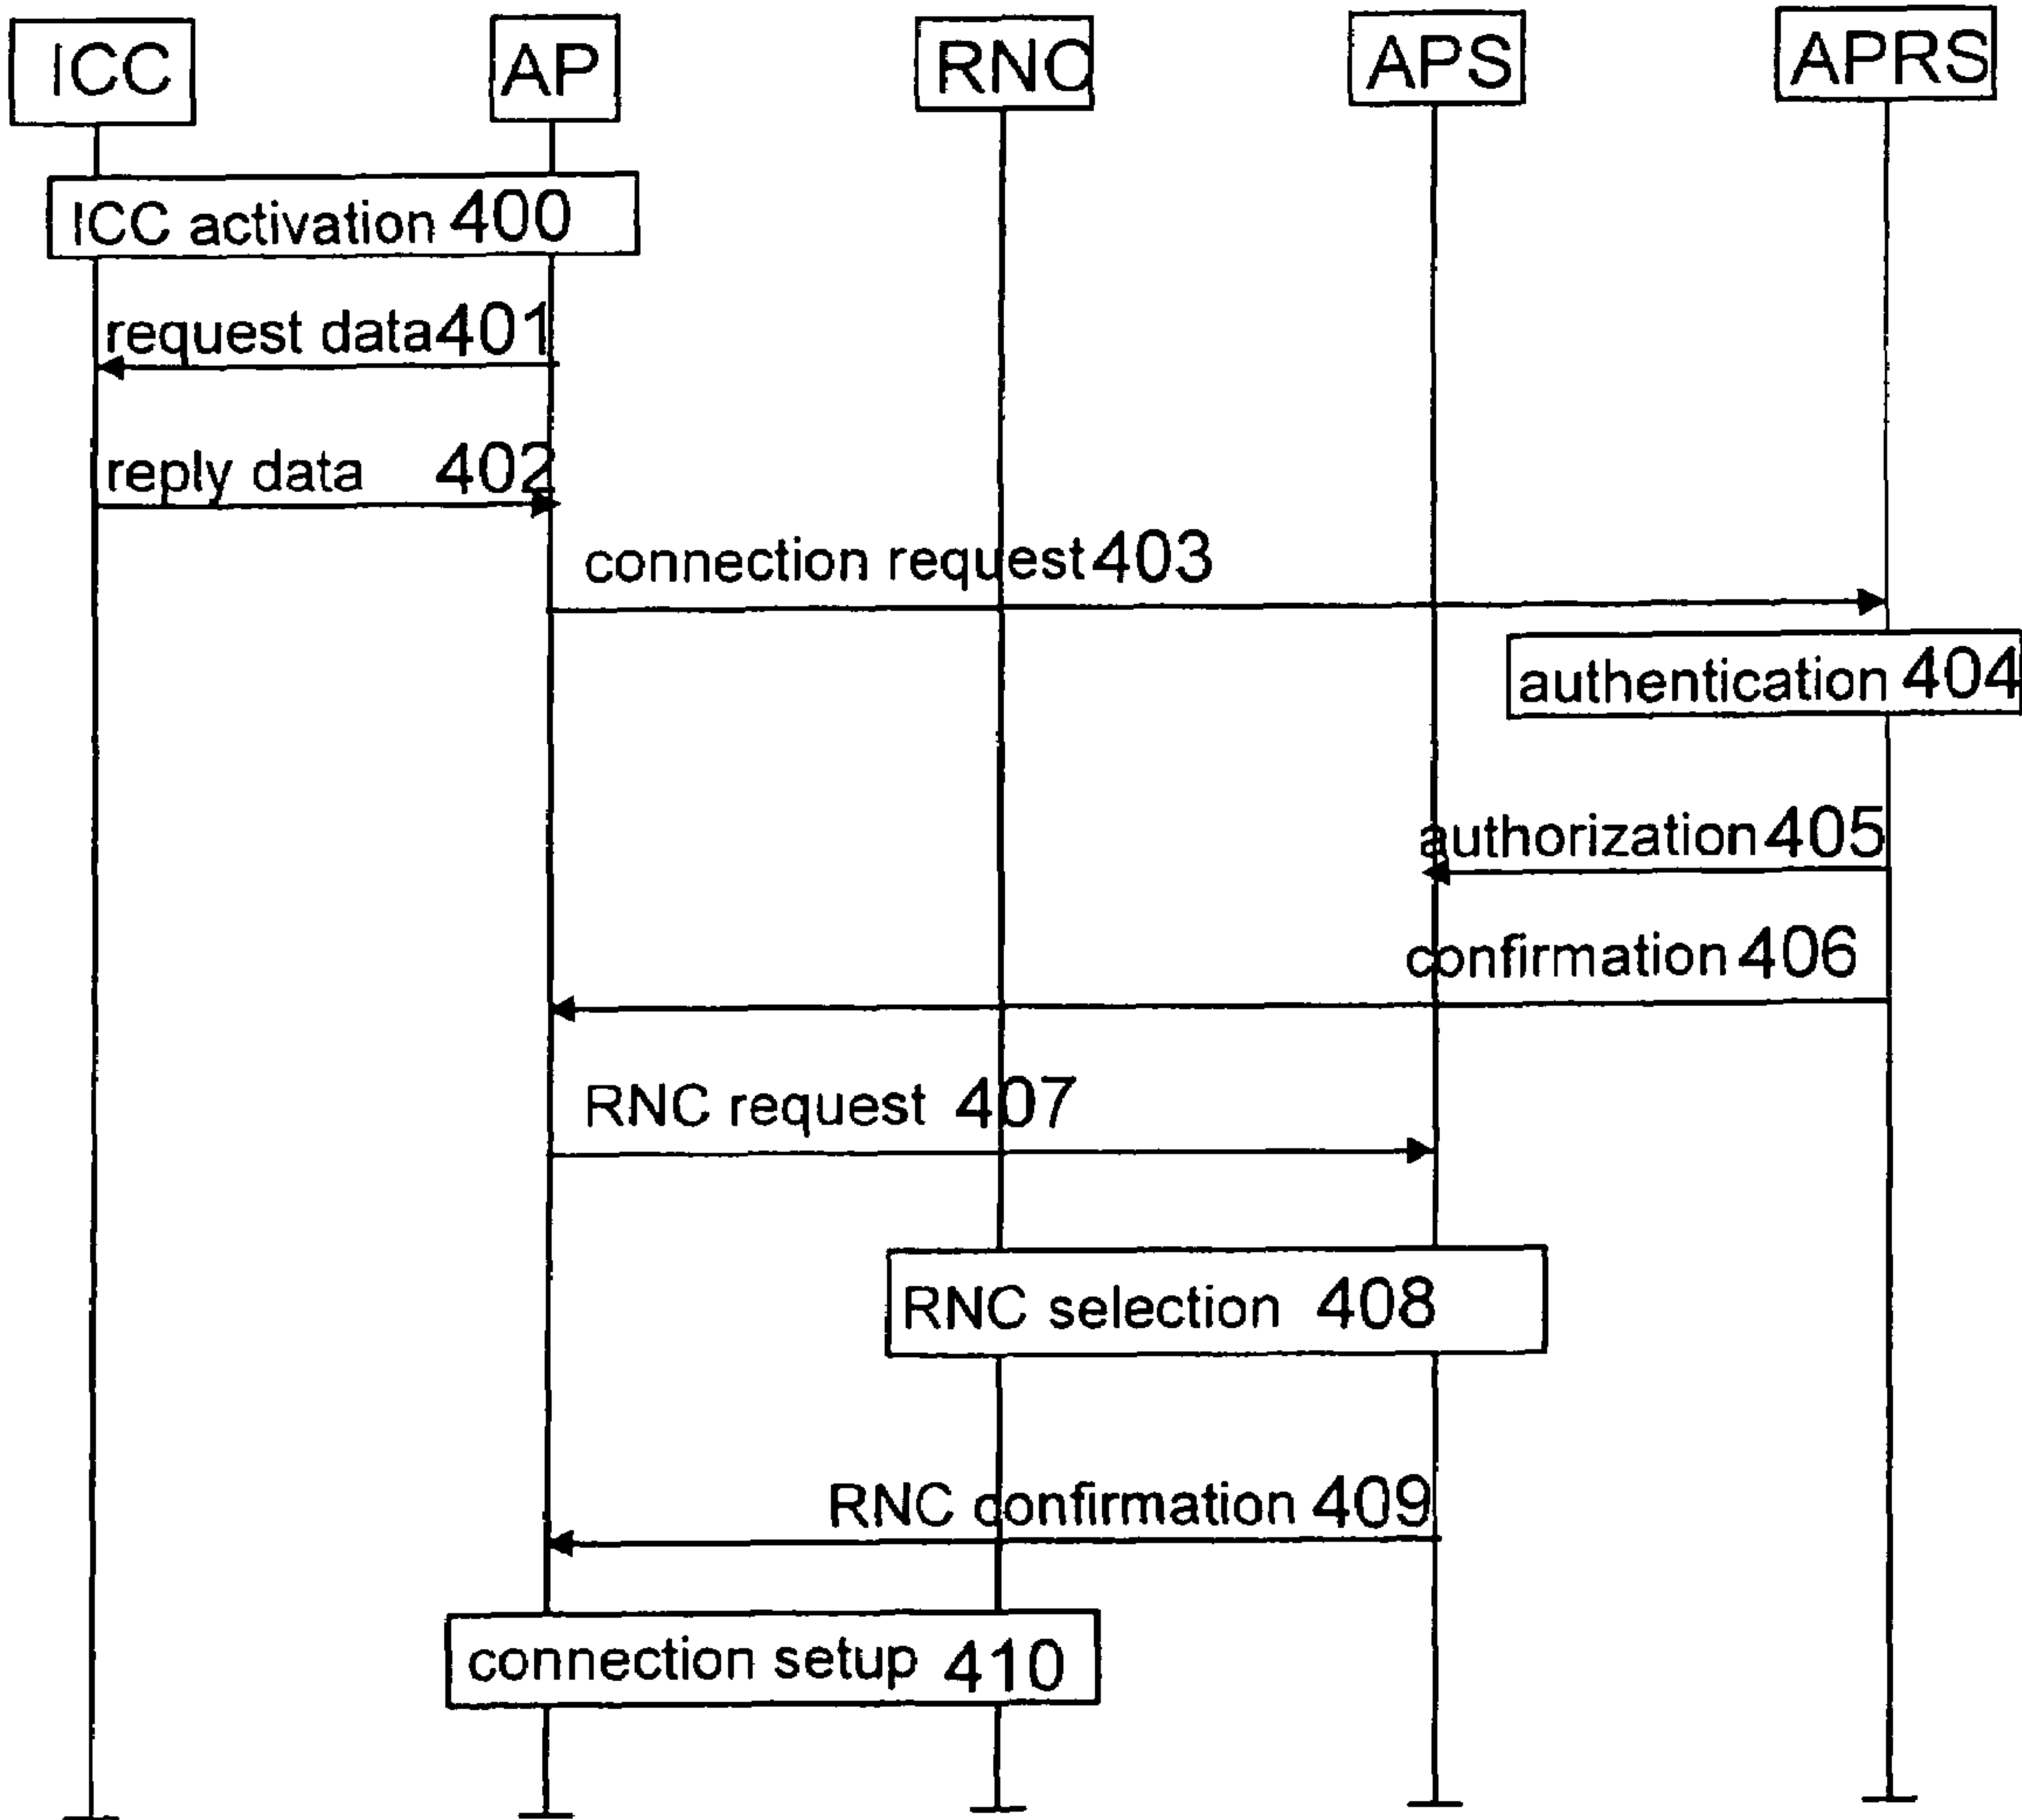 ICC AP RNC APS APRS
ICC activation 400
request data 401
reply data 402
connection request 403
authentication 404
authorization 405
confirmation 406
RNC request 407
RNC selection 408
RNC confirmation 409
connection setup 410